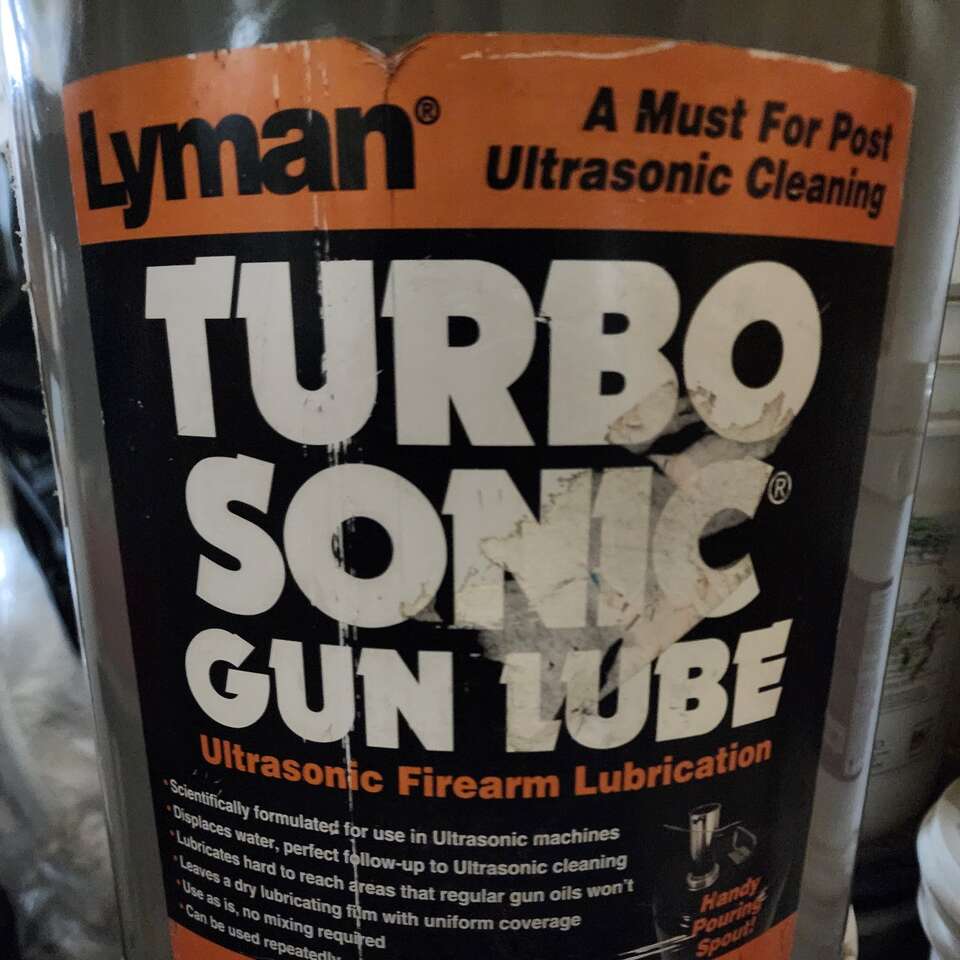 Lyman®
A Must For Post
Ultrasonic Cleaning
TURBO
SONIC®
GUN LUBE
Ultrasonic Firearm Lubrication
• Scientifically formulated for use in Ultrasonic machines
• Displaces water, perfect follow-up to Ultrasonic cleaning
• Lubricates hard to reach areas that regular gun oils won't
• Leaves a dry lubricating film with uniform coverage
• Use as is, no mixing required
• Can be used repeatedly
Handy
Pouring
Spout!